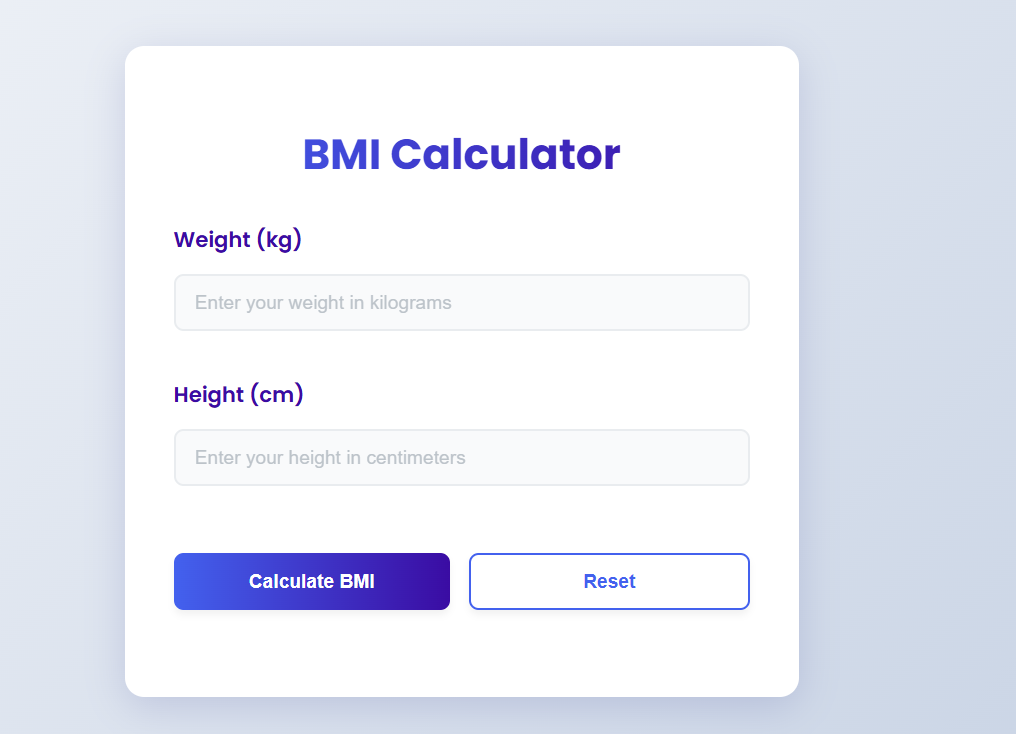 BMI Calculator
Weight (kg)
Enter your weight in kilograms
Height (cm)
Enter your height in centimeters
Calculate BMI
Reset